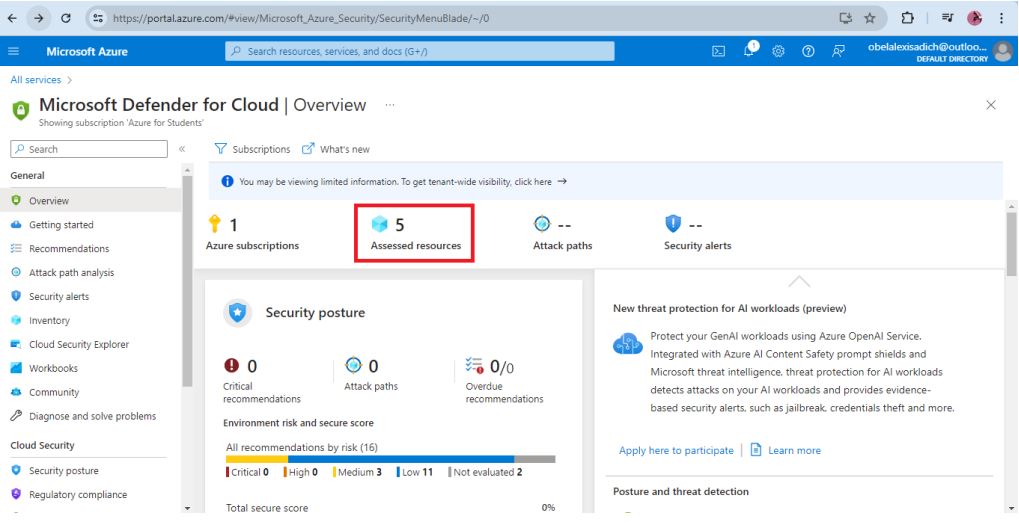 https://portal.azure.com/#view/Microsoft_Azure_Security/SecurityMenuBlade/~/0
Microsoft Azure
Search resources, services, and docs (G+/)
1
obelalexisadich@outloo...
DEFAULT DIRECTORY
All services >
Microsoft Defender for Cloud | Overview ...
Showing subscription 'Azure for Students'
Search
«
Subscriptions
What's new
General
Overview
Getting started
Recommendations
Attack path analysis
Security alerts
Inventory
Cloud Security Explorer
Workbooks
Community
Diagnose and solve problems
Cloud Security
Security posture
Regulatory compliance
You may be viewing limited information. To get tenant-wide visibility, click here →
1
Azure subscriptions
5
Assessed resources
--
Attack paths
--
Security alerts
Security posture
0
Critical
recommendations
0
Attack paths
0/0
Overdue
recommendations
Environment risk and secure score
All recommendations by risk (16)
Critical 0
High 0
Medium 3
Low 11
Not evaluated 2
Total secure score
0%
New threat protection for AI workloads (preview)
Protect your GenAI workloads using Azure OpenAI Service.
Integrated with Azure AI Content Safety prompt shields and
Microsoft threat intelligence, threat protection for AI workloads
detects attacks on your AI workloads and provides evidence-
based security alerts, such as jailbreak, credentials theft and more.
Apply here to participate
Learn more
Posture and threat detection